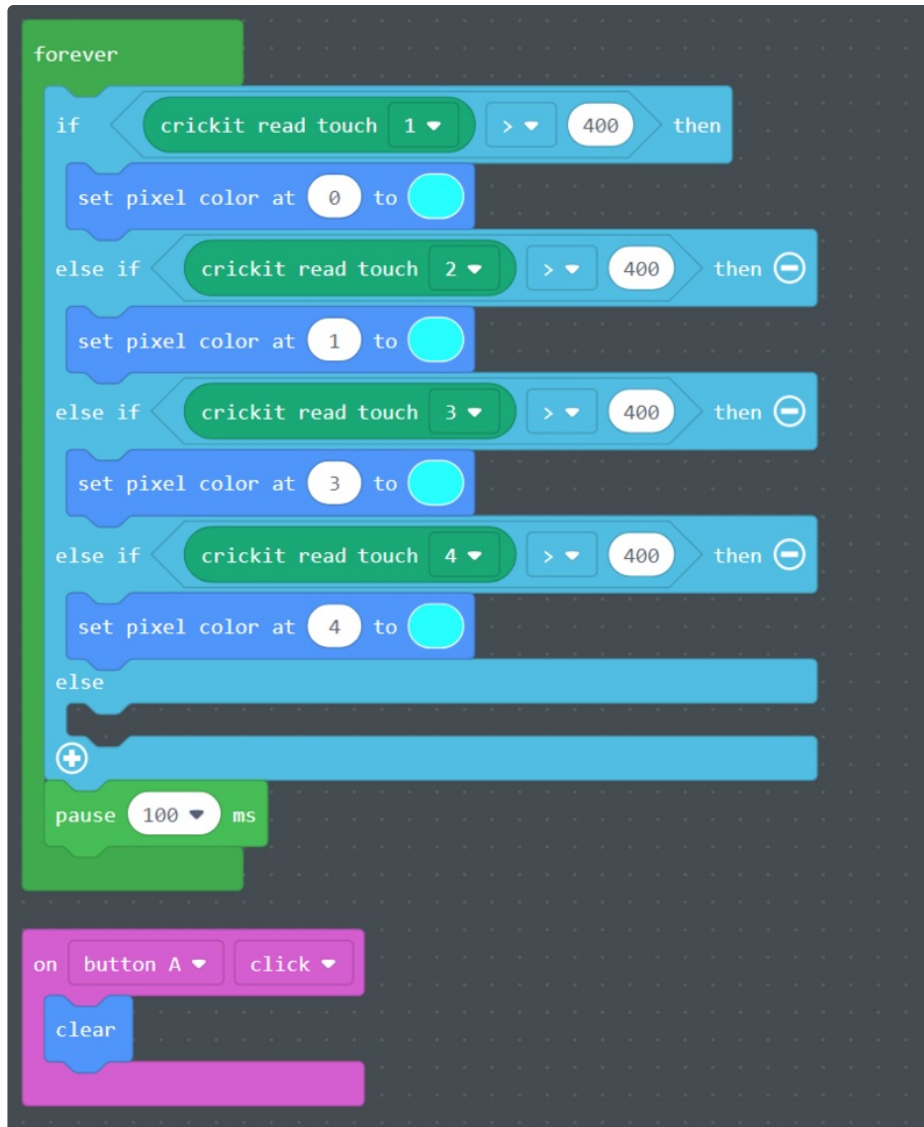 forever
if crickit read touch 1 > 400 then
set pixel color at 0 to
else if crickit read touch 2 > 400 then
set pixel color at 1 to
else if crickit read touch 3 > 400 then
set pixel color at 3 to
else if crickit read touch 4 > 400 then
set pixel color at 4 to
else
pause 100 ms
on button A click
clear